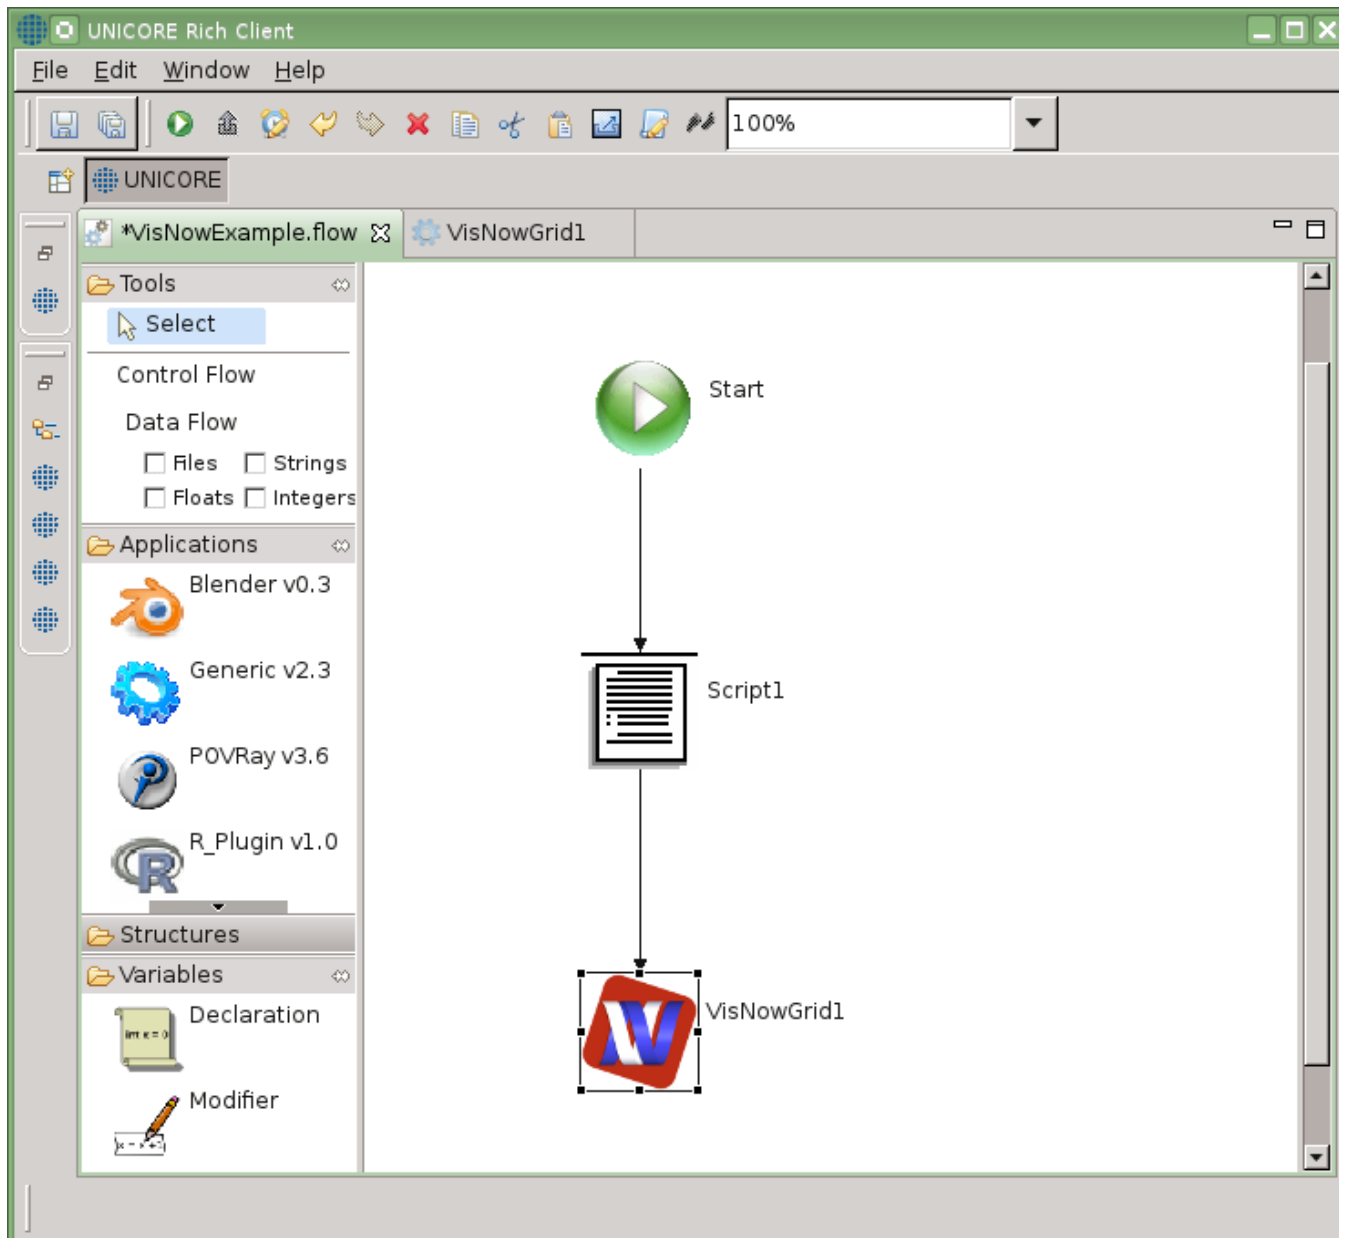 UNICORE Rich Client
File Edit Window Help
100%
UNICORE
*VisNowExample.flow VisNowGrid1
Tools
Select
Control Flow
Data Flow
Files Strings
Floats Integers
Applications
Blender v0.3
Generic v2.3
POVRay v3.6
R_Plugin v1.0
Structures
Variables
Declaration
Modifier
Start
Script1
VisNowGrid1